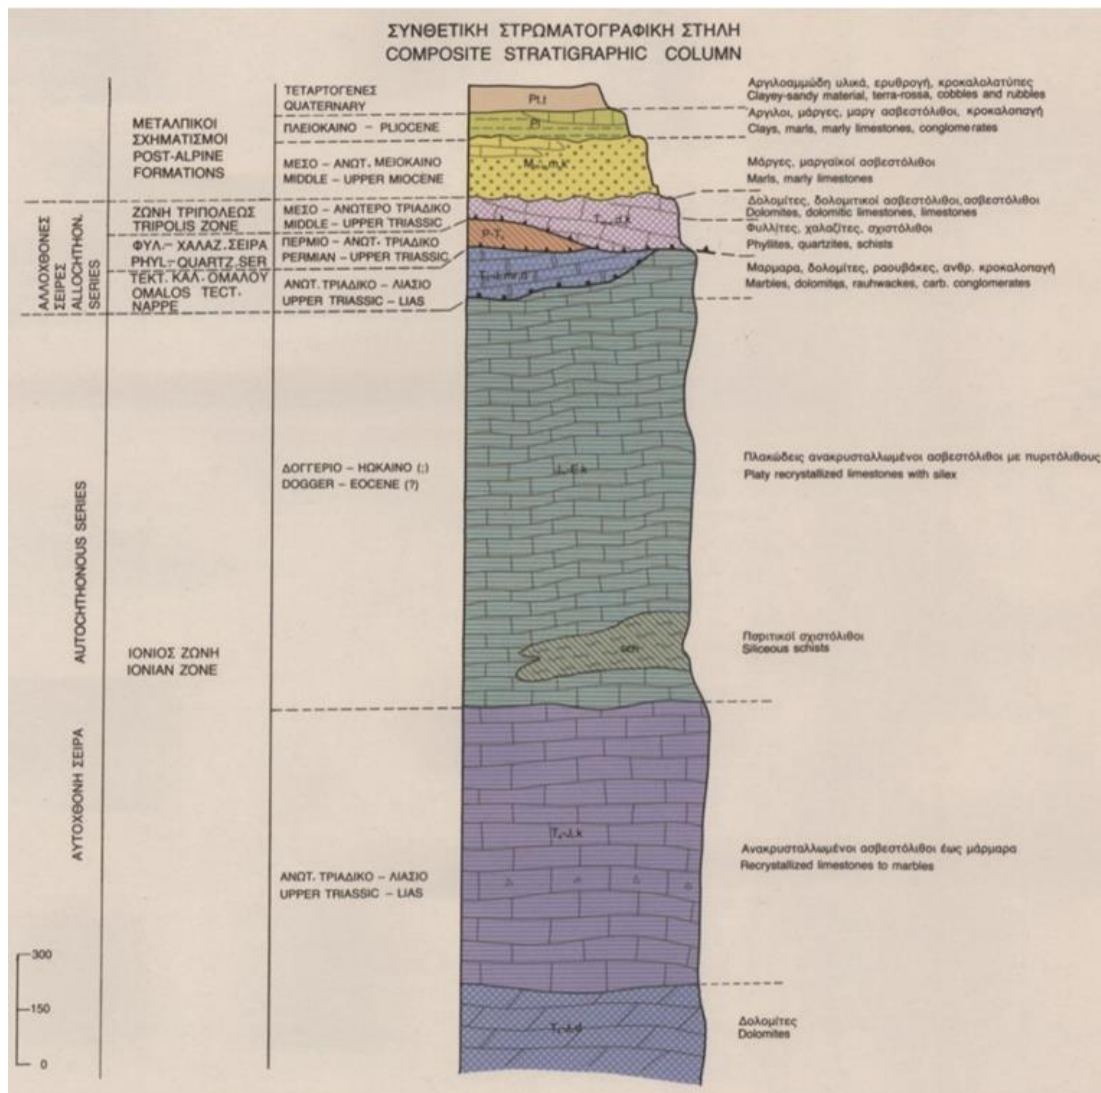 ΣΥΝΘΕΤΙΚΗ ΣΤΡΩΜΑΤΟΓΡΑΦΙΚΗ ΣΤΗΛΗ
COMPOSITE STRATIGRAPHIC COLUMN
ΜΕΤΑΛΠΙΚΟΙ
ΣΧΗΜΑΤΙΣΜΟΙ
POST-ALPINE
FORMATIONS
ΤΕΤΑΡΤΟΓΕΝΕΣ
QUATERNARY
Pt.t
Αργιλοαμμώδη υλικά, ερυθρογή, κροκαλολατύπες
Clayey-sandy material, terra-rossa, cobbles and rubbles
ΠΛΕΙΟΚΑΙΝΟ – PLIOCENE
Pl
Αργιλοι, μάργες, μαργ ασβεστόλιθοι, κροκαλοπαγή
Clays, marls, marly limestones, conglomerates
ΜΕΣΟ – ΑΝΩΤ. ΜΕΙΟΚΑΙΝΟ
MIDDLE – UPPER MIOCENE
Μάργες, μαργαϊκοί ασβεστόλιθοι
Marls, marly limestones
ΑΛΛΟΧΘΟΝΕΣ
ΣΕΙΡΕΣ
ALLOCHTHON.
SERIES
ΖΩΝΗ ΤΡΙΠΟΛΕΩΣ
TRIPOLIS ZONE
ΜΕΣΟ – ΑΝΩΤΕΡΟ ΤΡΙΑΔΙΚΟ
MIDDLE – UPPER TRIASSIC
Δολομίτες, δολομιτικοί ασβεστόλιθοι, ασβεστόλιθοι
Dolomites, dolomitic limestones, limestones
ΦΥΛ.– ΧΑΛΑΖ. ΣΕΙΡΑ
PHYL–QUARTZ.SER
ΠΕΡΜΙΟ – ΑΝΩΤ. ΤΡΙΑΔΙΚΟ
PERMIAN – UPPER TRIASSIC
Φυλλίτες, χαλαζίτες, σχιστόλιθοι
Phyllites, quartzites, schists
ΤΕΚΤ. ΚΑΛ. ΟΜΑΛΟΥ
OMALOS TECT.
NAPPE
ΑΝΩΤ. ΤΡΙΑΔΙΚΟ – ΛΙΑΣΙΟ
UPPER TRIASSIC – LIAS
Μαρμαρα, δολομίτες, ραουβάκες, ανθρ. κροκαλοπαγή
Marbles, dolomites, rauhwackes, carb. conglomerates
AUTOCHTHONOUS SERIES
ΑΥΤΟΧΘΟΝΗ ΣΕΙΡΑ
ΙΟΝΙΟΣ ΖΩΝΗ
IONIAN ZONE
ΔΟΓΓΕΡΙΟ – ΗΩΚΑΙΝΟ (;)
DOGGER – EOCENE (?)
Πλακώδεις ανακρυσταλλωμένοι ασβεστόλιθοι με πυριτόλιθους
Platy recrystallized limestones with silex
sch
Πυριτικοί σχιστόλιθοι
Siliceous schists
ΑΝΩΤ. ΤΡΙΑΔΙΚΟ – ΛΙΑΣΙΟ
UPPER TRIASSIC – LIAS
Ανακρυσταλλωμένοι ασβεστόλιθοι έως μάρμαρα
Recrystallized limestones to marbles
Δολομίτες
Dolomites
300
150
0